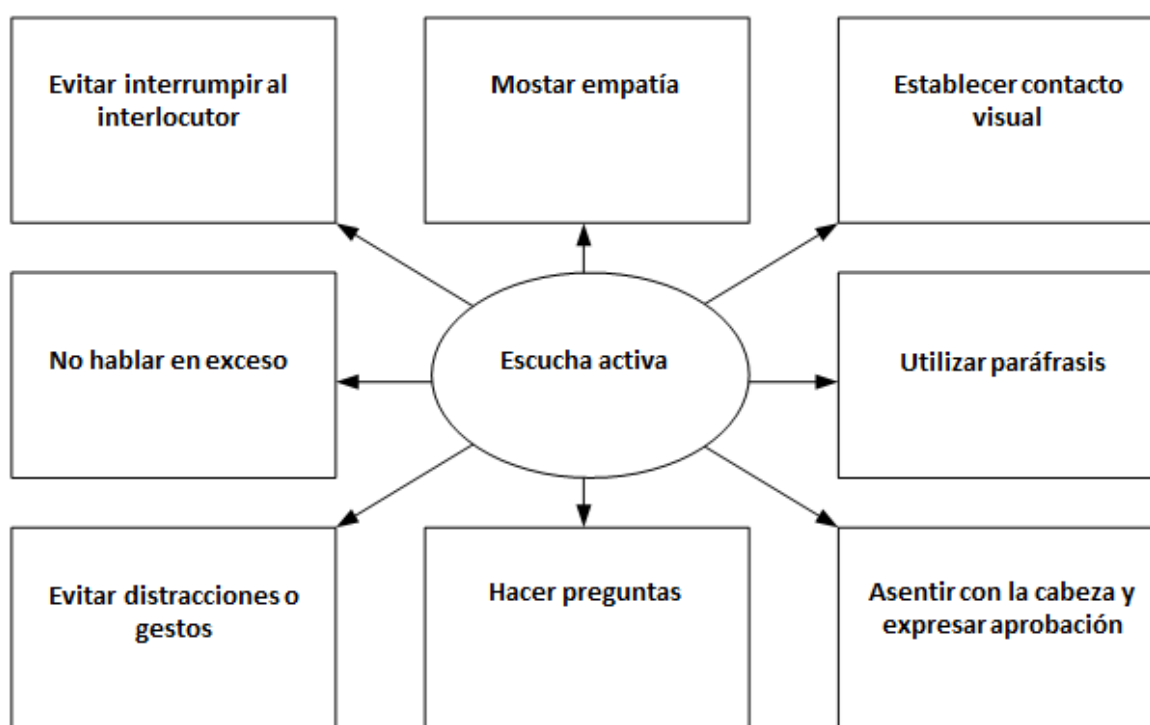 Evitar interrumpir al
interlocutor
Mostar empatía
Establecer contacto
visual
No hablar en exceso
Escucha activa
Utilizar paráfrasis
Evitar distracciones o
gestos
Hacer preguntas
Asentir con la cabeza y
expresar aprobación